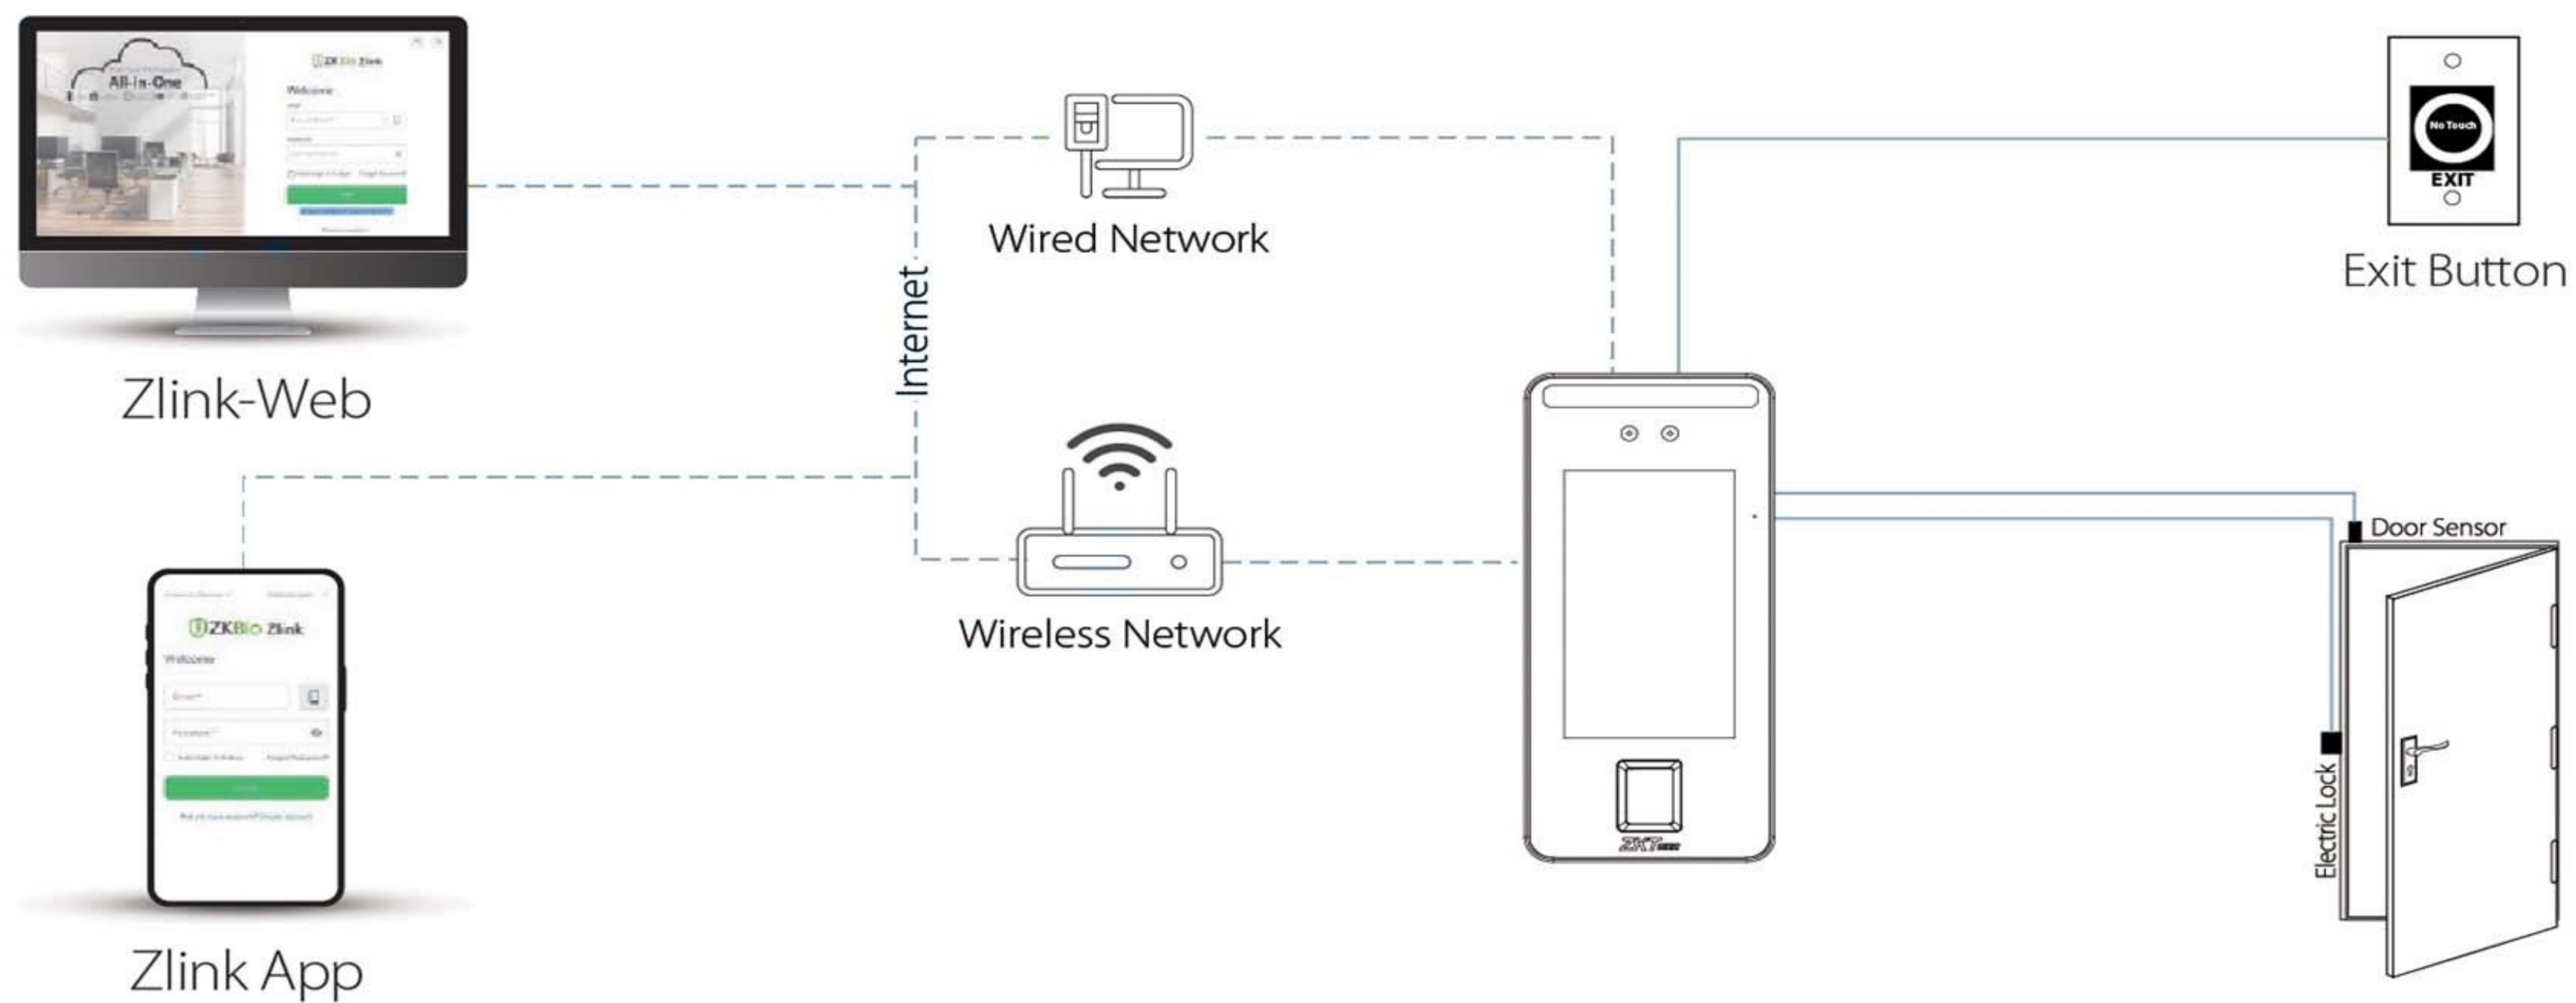 All-in-One
ZKBio Zlink
Welcome
Zlink-Web
Internet
Wired Network
Wireless Network
ZKBio Zlink
Welcome
Zlink App
No Touch
EXIT
Exit Button
Door Sensor
Electric Lock